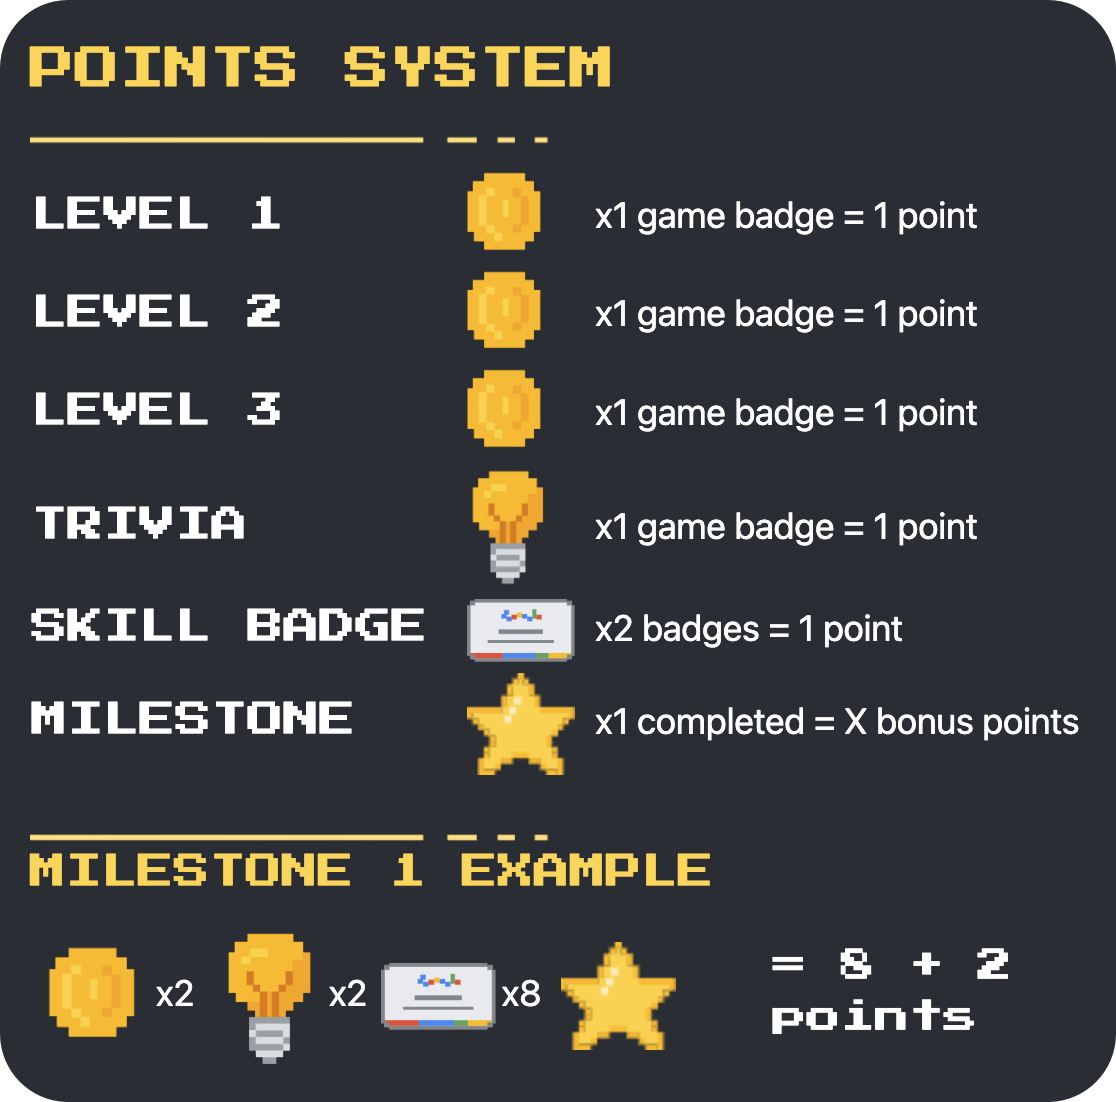 POINTS SYSTEM
LEVEL 1 x1 game badge = 1 point
LEVEL 2 x1 game badge = 1 point
LEVEL 3 x1 game badge = 1 point
TRIVIA x1 game badge = 1 point
SKILL BADGE x2 badges = 1 point
MILESTONE x1 completed = X bonus points
MILESTONE 1 EXAMPLE
x2 x2 x8 = 8 + 2
points